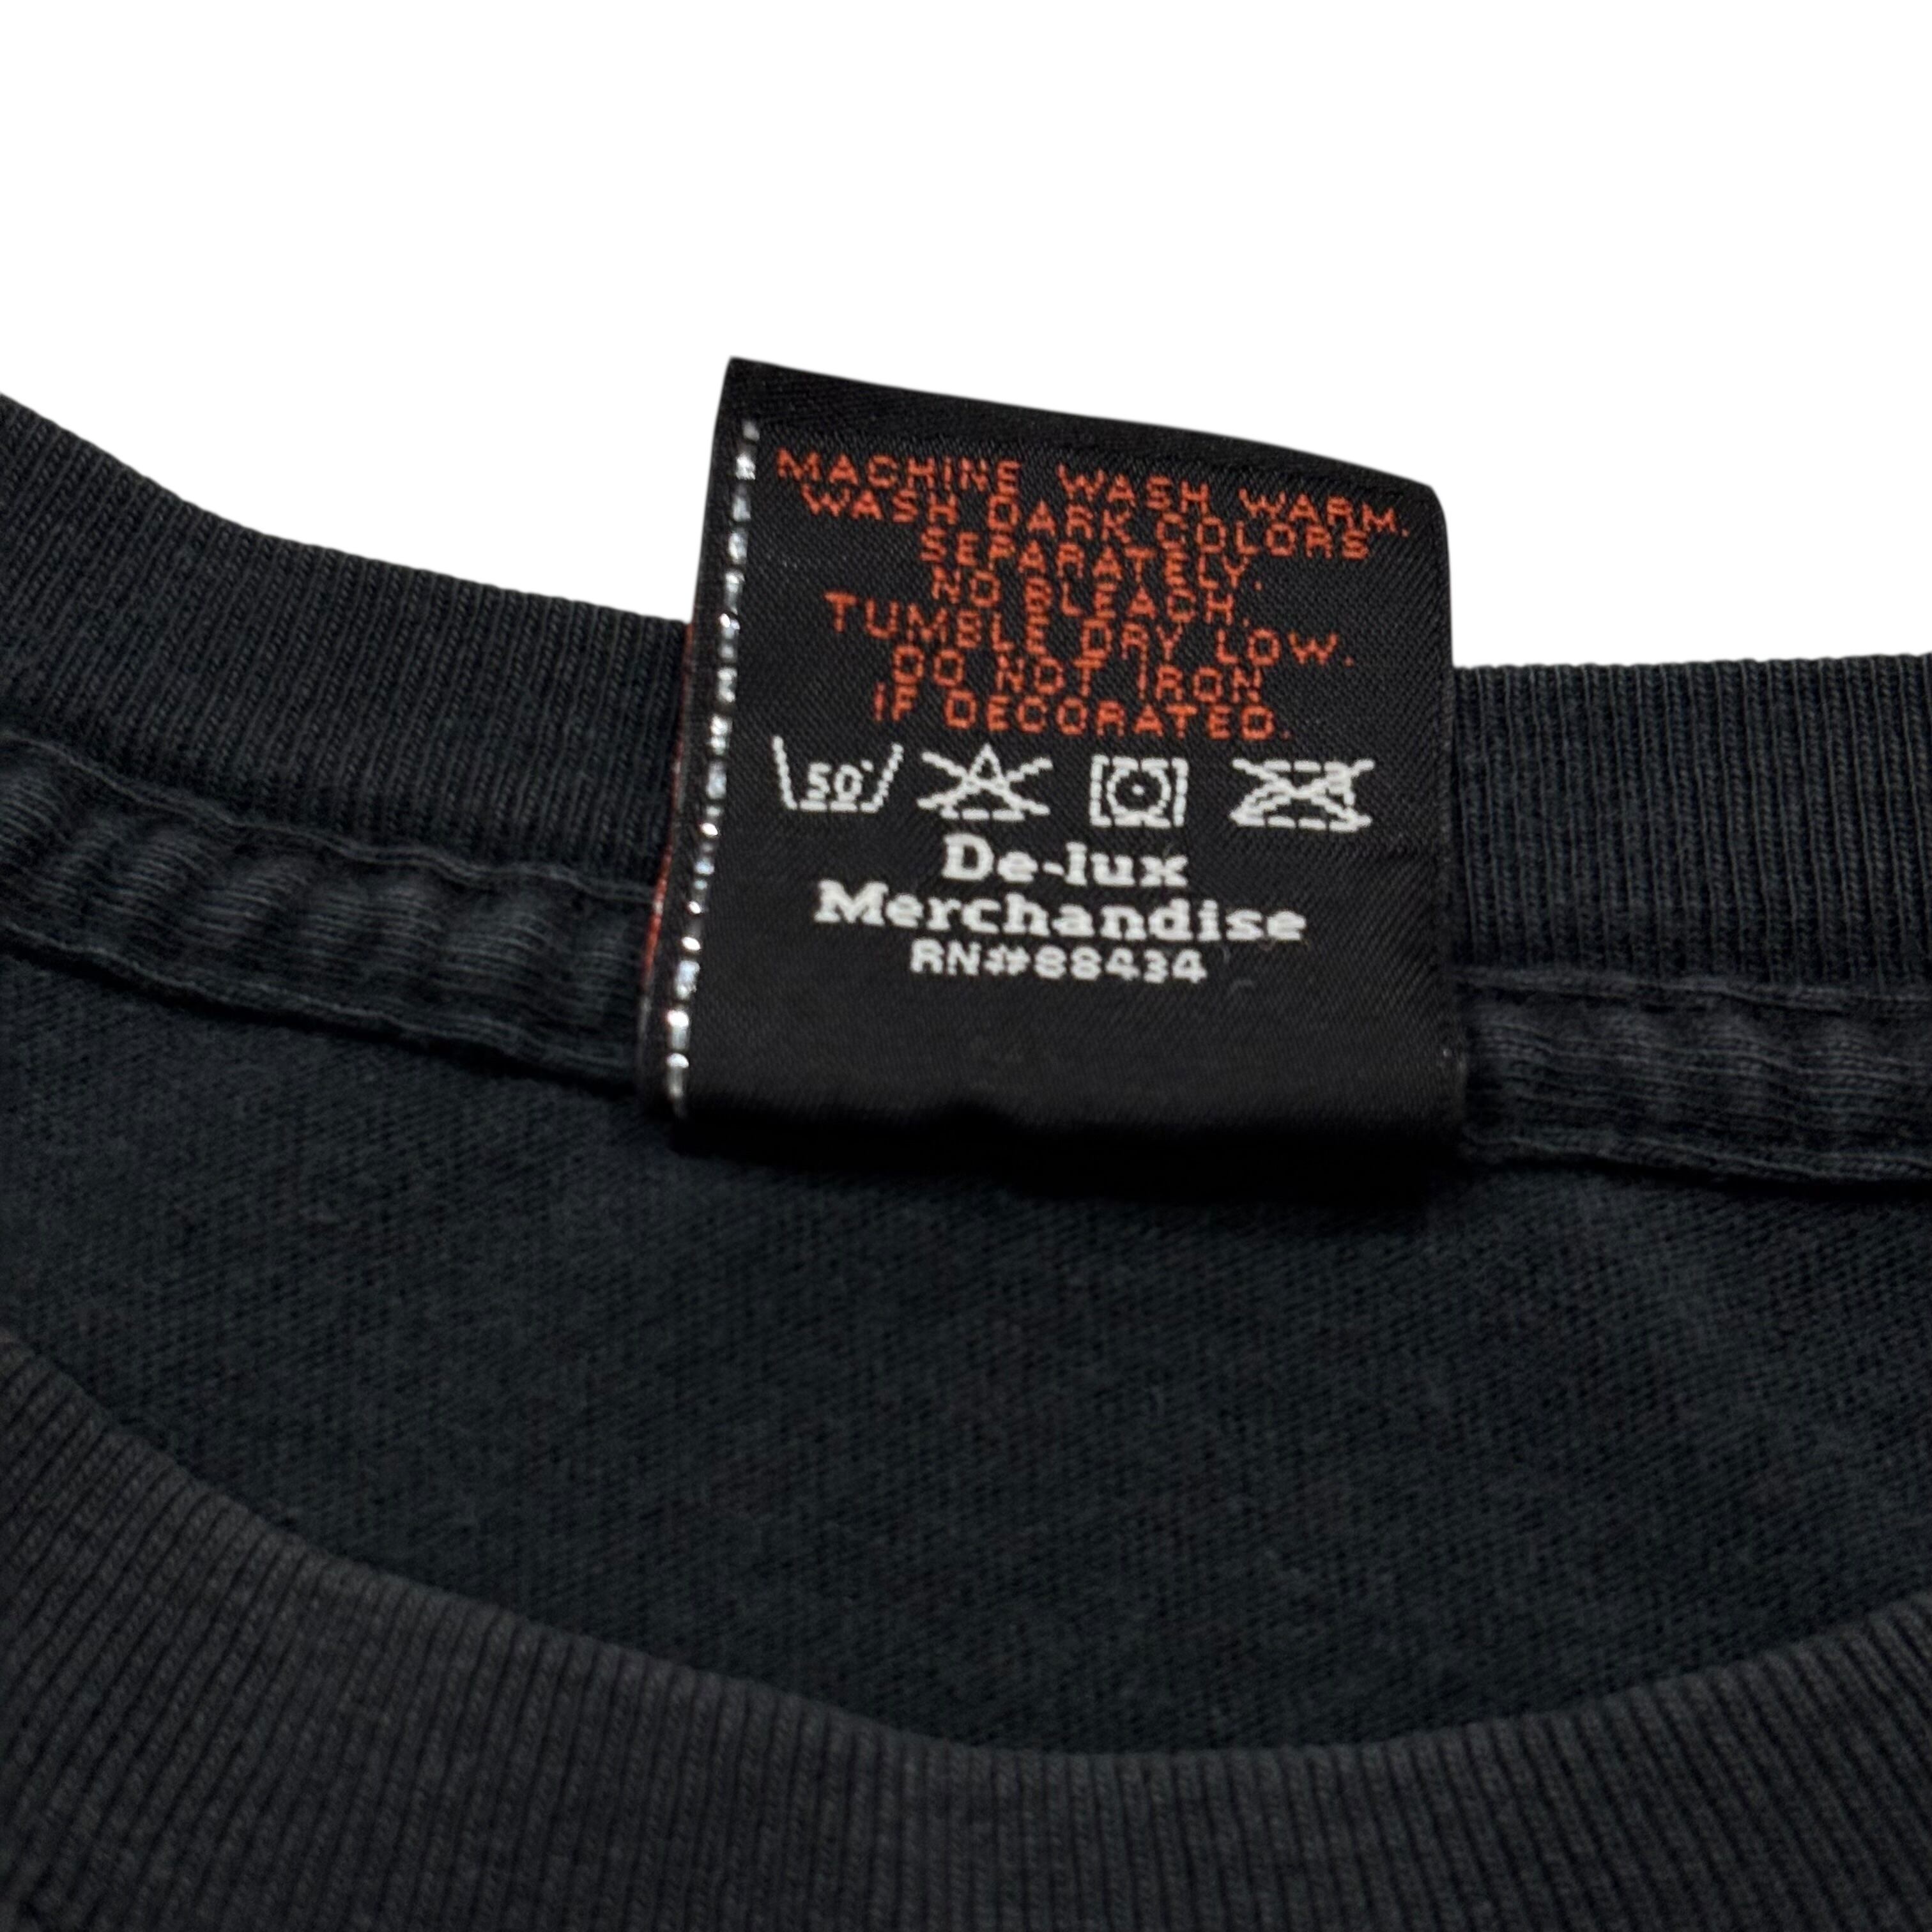 MACHINE WASH WARM.
WASH DARK COLORS
SEPARATELY.
NO BLEACH.
TUMBLE DRY LOW.
DO NOT IRON
IF DECORATED.
50°
De-lux
Merchandise
RN#88434